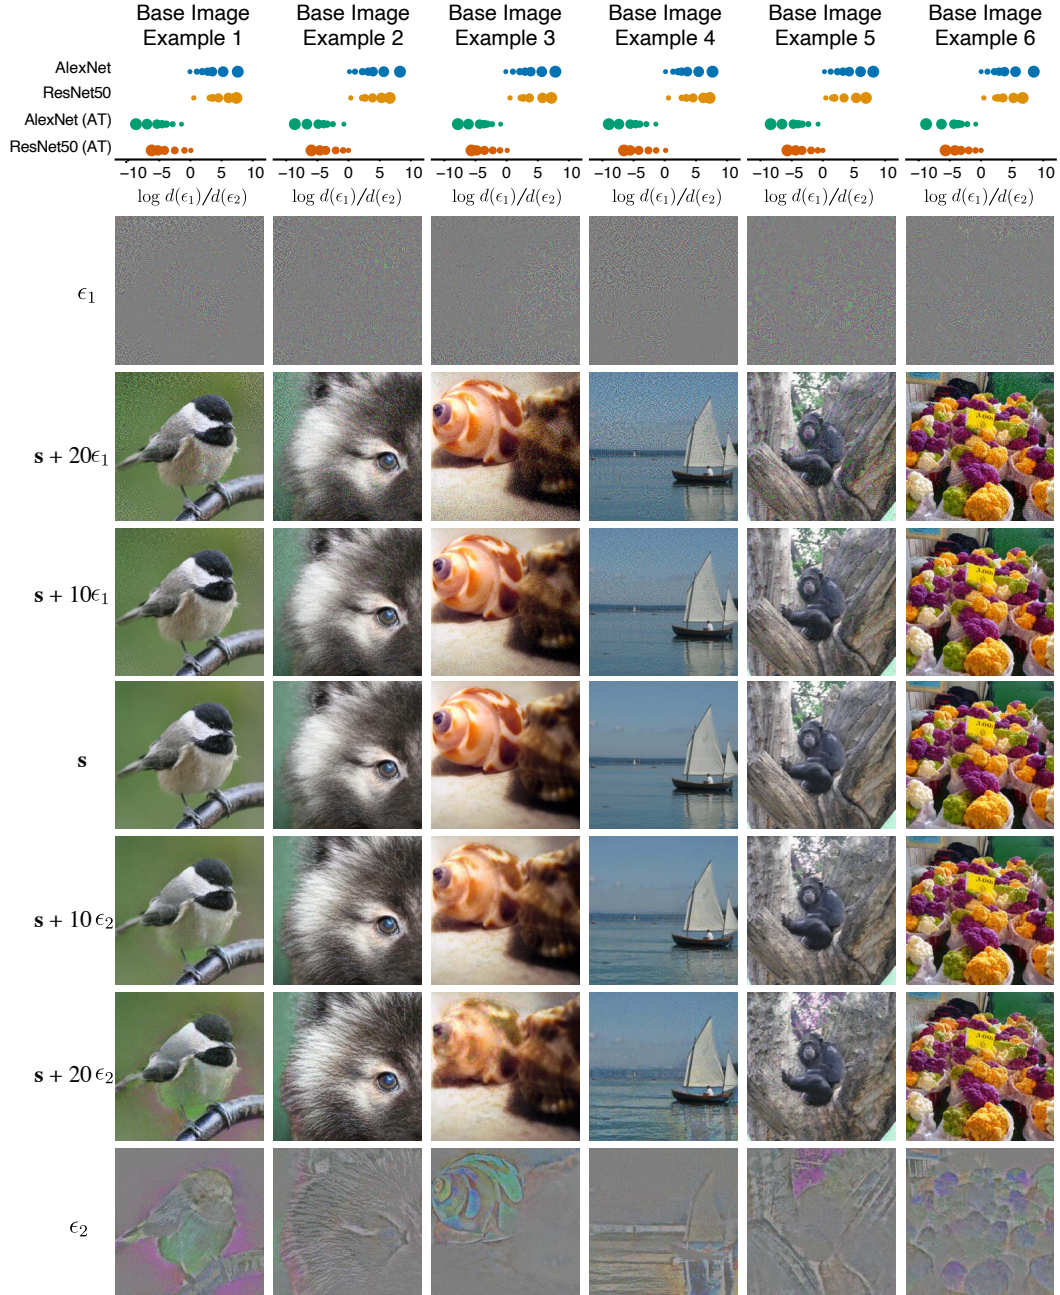 Base Image Example 1
Base Image Example 2
Base Image Example 3
Base Image Example 4
Base Image Example 5
Base Image Example 6
AlexNet
ResNet50
AlexNet (AT)
ResNet50 (AT)
−10 −5 0 5 10
−10 −5 0 5 10
−10 −5 0 5 10
−10 −5 0 5 10
−10 −5 0 5 10
−10 −5 0 5 10
log d(ϵ₁)/d(ϵ₂)
log d(ϵ₁)/d(ϵ₂)
log d(ϵ₁)/d(ϵ₂)
log d(ϵ₁)/d(ϵ₂)
log d(ϵ₁)/d(ϵ₂)
log d(ϵ₁)/d(ϵ₂)
ϵ₁
s + 20ϵ₁
s + 10ϵ₁
s
s + 10ϵ₂
s + 20ϵ₂
ϵ₂